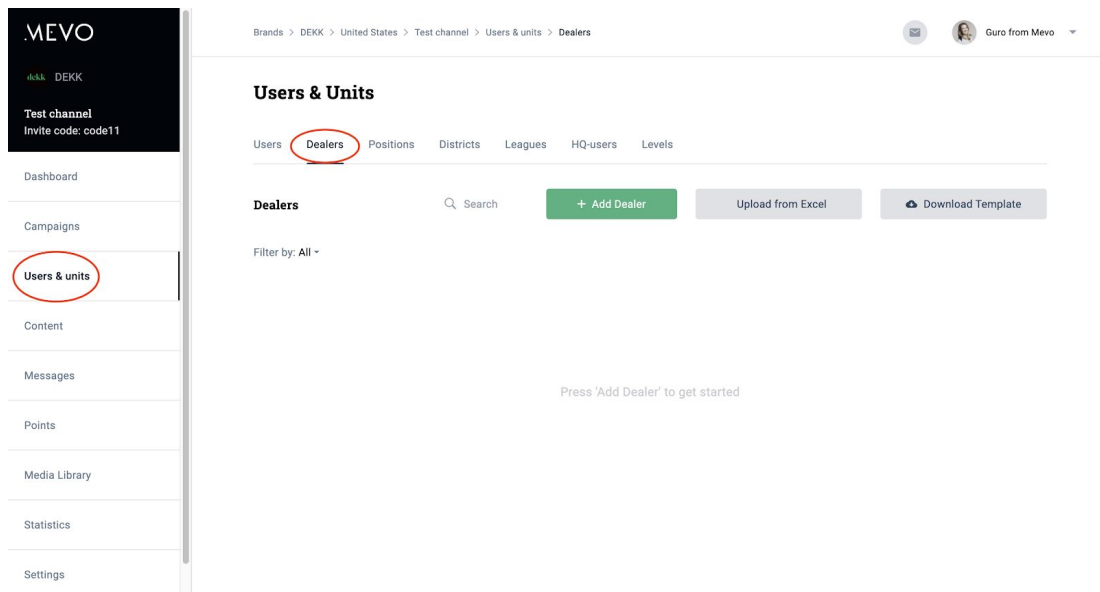 MEVO
dekk DEKK
Test channel
Invite code: code11
Dashboard
Campaigns
Users & units
Content
Messages
Points
Media Library
Statistics
Settings
Brands > DEKK > United States > Test channel > Users & units > Dealers
Guro from Mevo
Users & Units
Users Dealers Positions Districts Leagues HQ-users Levels
Dealers Search + Add Dealer Upload from Excel Download Template
Filter by: All
Press 'Add Dealer' to get started